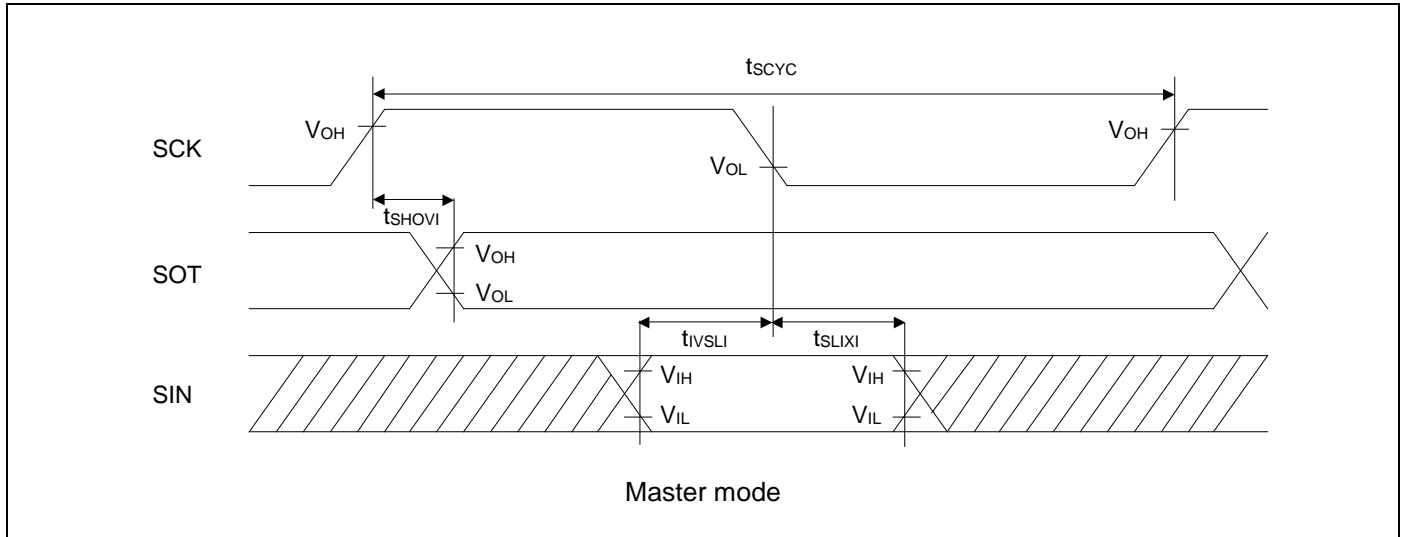 tSCYC
VOH
VOH
SCK
VOL
tSHOVI
VOH
SOT
VOL
tIVSLI
tSLIXI
VIH
VIH
SIN
VIL
VIL
Master mode